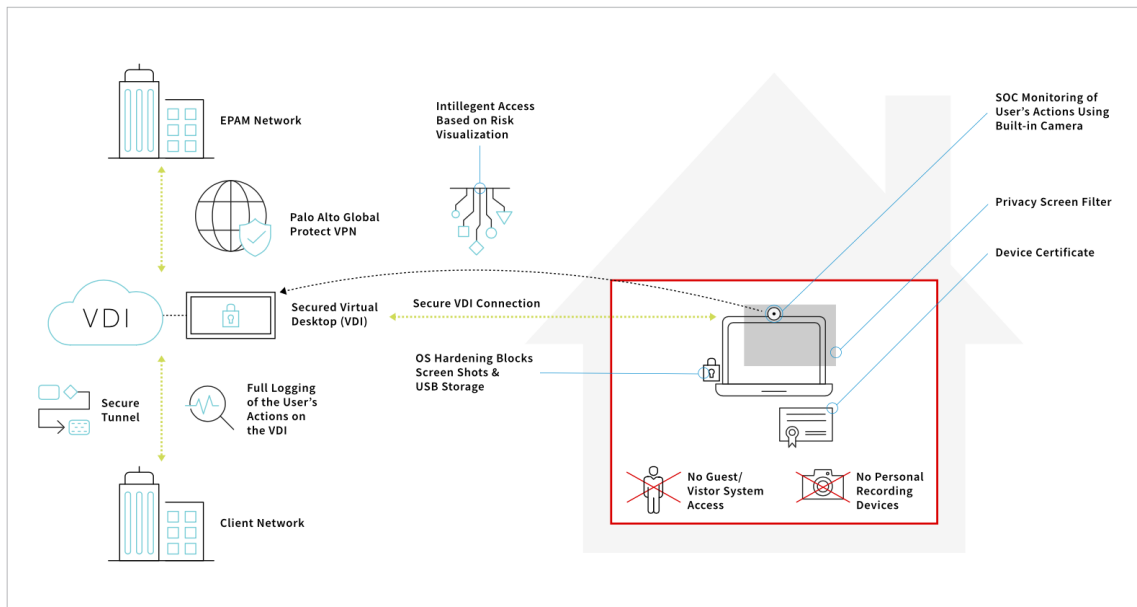 EPAM Network
Palo Alto Global
Protect VPN
Intillegent Access
Based on Risk
Visualization
SOC Monitoring of
User's Actions Using
Built-in Camera
Privacy Screen Filter
Device Certificate
VDI
Secured Virtual
Desktop (VDI)
Secure VDI Connection
OS Hardening Blocks
Screen Shots &
USB Storage
Secure
Tunnel
Full Logging
of the User's
Actions on
the VDI
No Guest/
Vistor System
Access
No Personal
Recording
Devices
Client Network